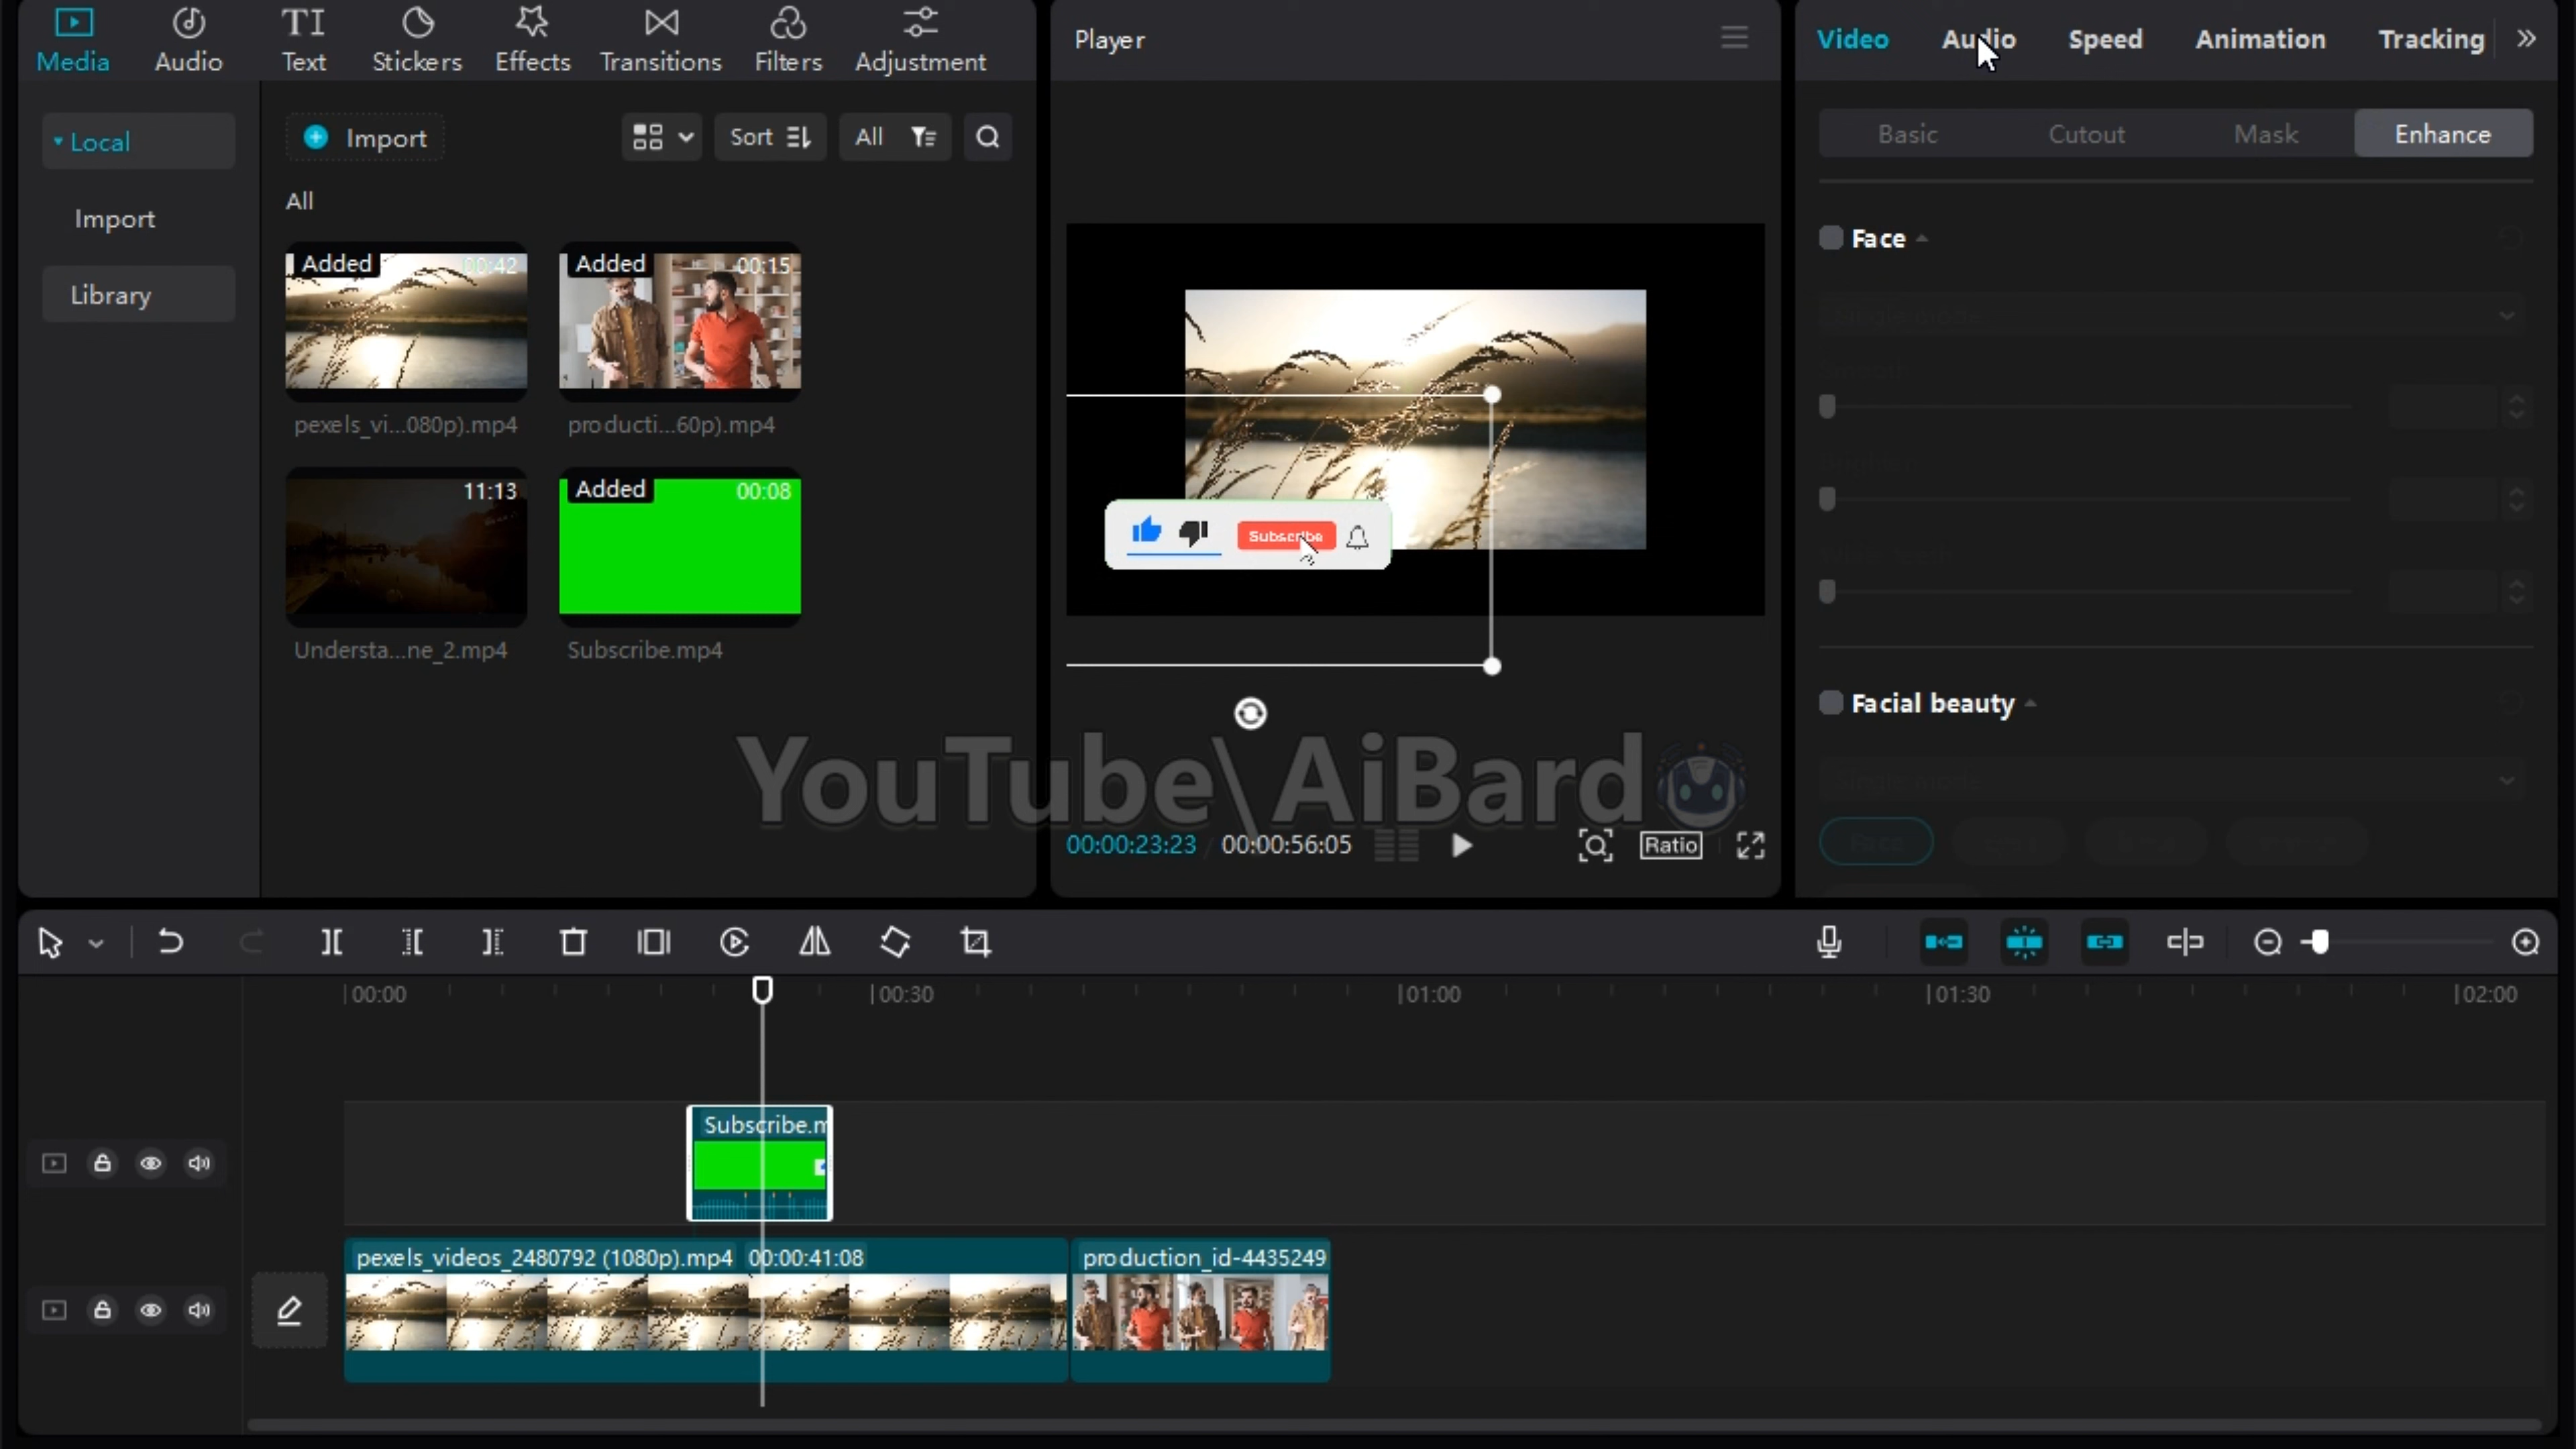 Media
Audio
Text
Stickers
Effects
Transitions
Filters
Adjustment
Local
Import
Library
Import
Sort
All
All
Added 00:42
Added 00:15
pexels_vi...080p).mp4
producti...60p).mp4
11:13
Added 00:08
Understa...ne_2.mp4
Subscribe.mp4
Player
Subscribe
YouTube\AiBard
00:00:23:23 / 00:00:56:05
Ratio
Video
Audio
Speed
Animation
Tracking
Basic
Cutout
Mask
Enhance
Face
Facial beauty
Face
00:00
00:30
01:00
01:30
02:00
Subscribe.m
pexels_videos_2480792 (1080p).mp4 00:00:41:08
production_id-4435249